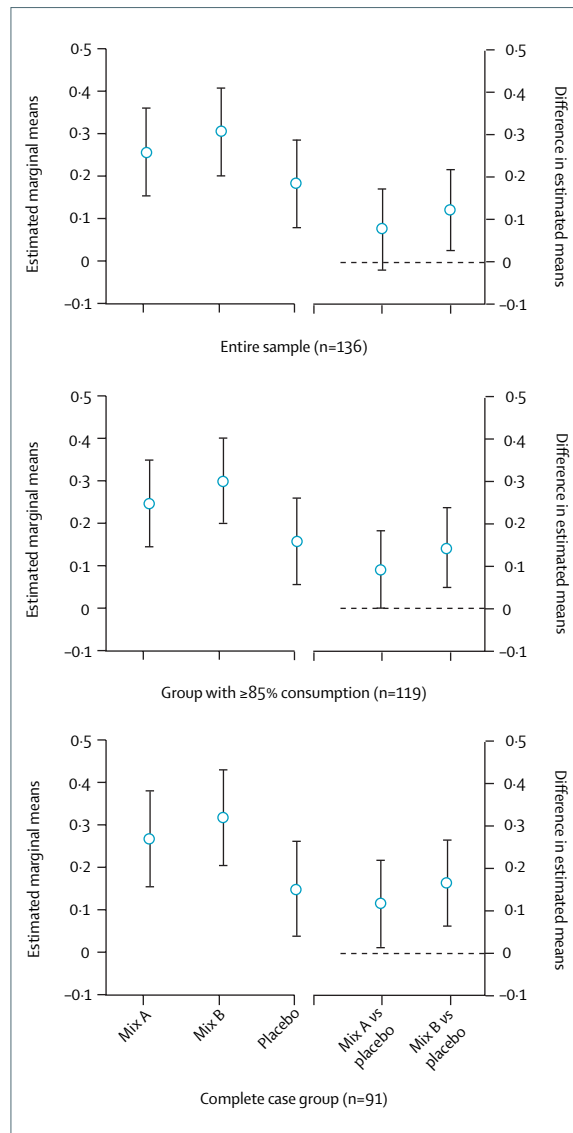 Estimated marginal means
0·5
0·4
0·3
0·2
0·1
0
–0·1
0·5
0·4
0·3
0·2
0·1
0
–0·1
Difference in estimated means
Entire sample (n=136)
Estimated marginal means
0·5
0·4
0·3
0·2
0·1
0
–0·1
0·5
0·4
0·3
0·2
0·1
0
–0·1
Difference in estimated means
Group with ≥85% consumption (n=119)
Estimated marginal means
0·5
0·4
0·3
0·2
0·1
0
–0·1
0·5
0·4
0·3
0·2
0·1
0
–0·1
Difference in estimated means
Mix A
Mix B
Placebo
Mix A vs
placebo
Mix B vs
placebo
Complete case group (n=91)